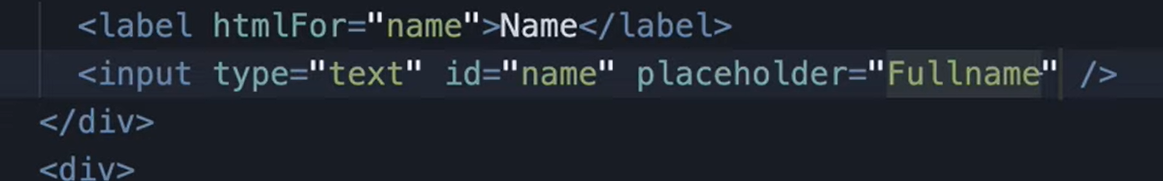 <label htmlFor="name">Name</label>
<input type="text" id="name" placeholder="Fullname" />
</div>
<div>